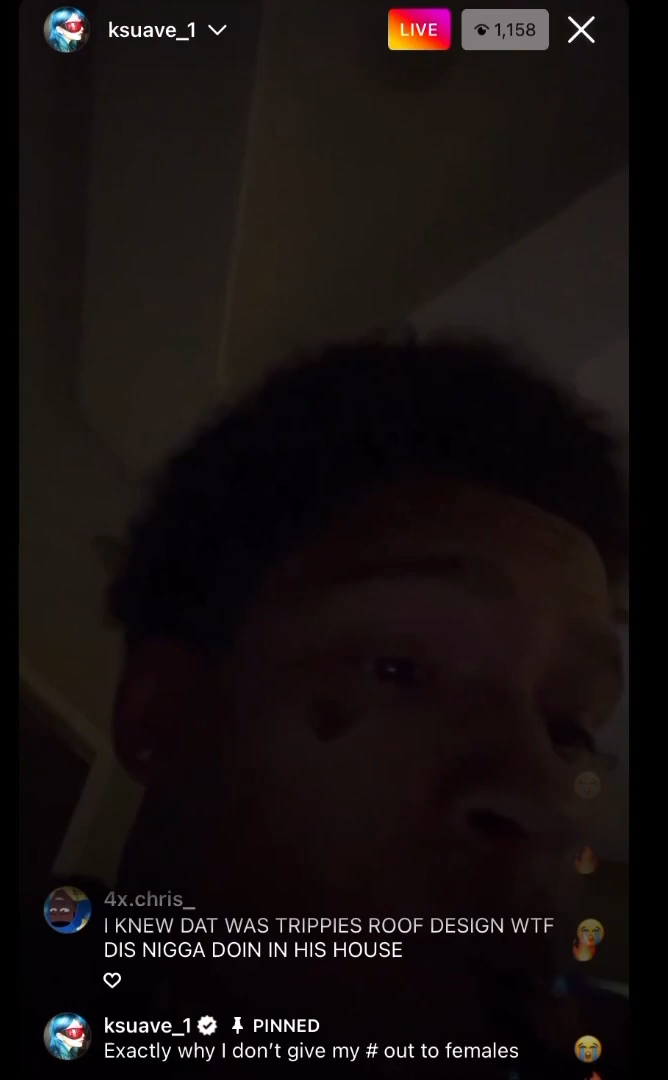 ksuave_1
LIVE
1,158
4x.chris_
I KNEW DAT WAS TRIPPIES ROOF DESIGN WTF
DIS NIGGA DOIN IN HIS HOUSE
ksuave_1 PINNED
Exactly why I don’t give my # out to females